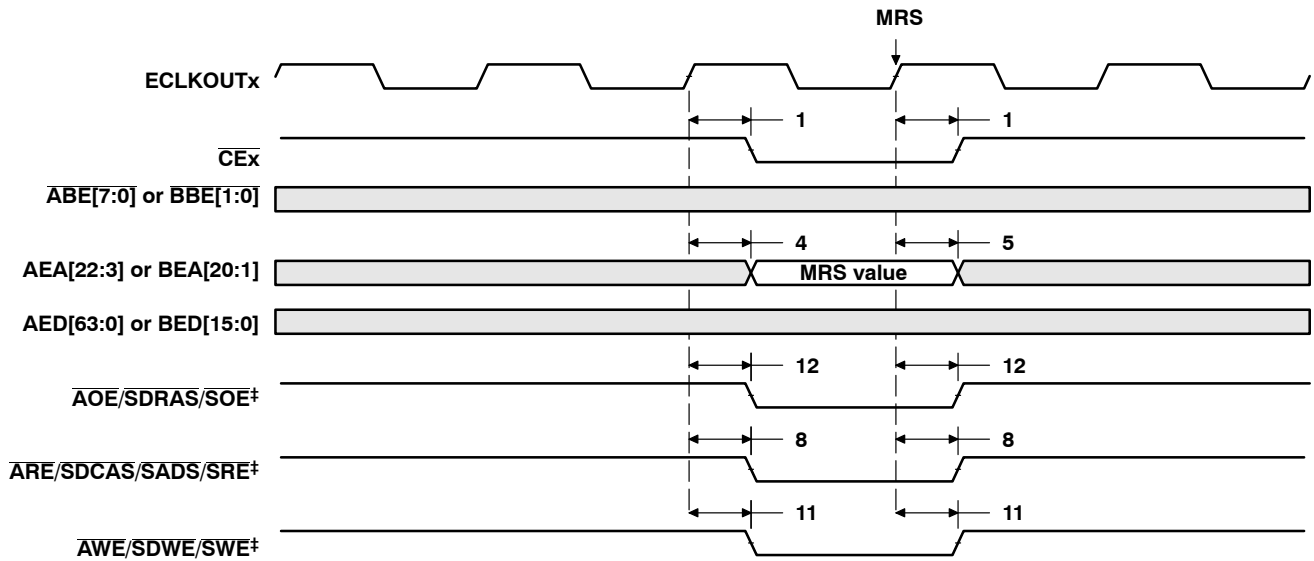 MRS
ECLKOUTx
1 1
CEx
ABE[7:0] or BBE[1:0]
4 5
AEA[22:3] or BEA[20:1] MRS value
AED[63:0] or BED[15:0]
12 12
AOE/SDRAS/SOE‡
8 8
ARE/SDCAS/SADS/SRE‡
11 11
AWE/SDWE/SWE‡